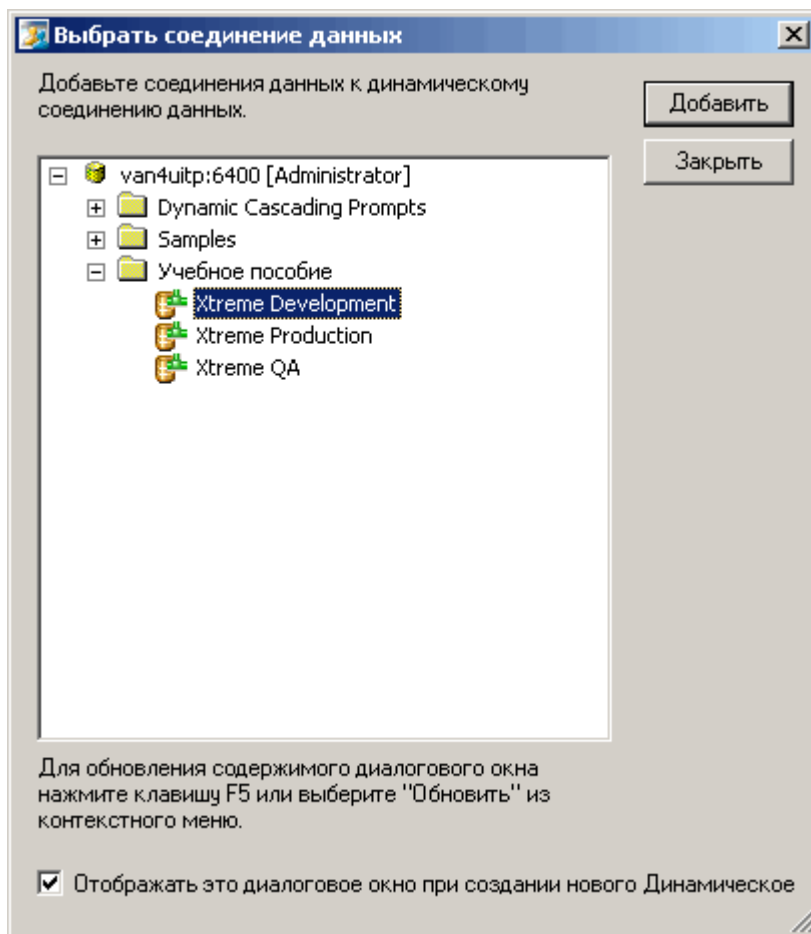 Выбрать соединение данных
Добавьте соединения данных к динамическому
соединению данных.
Добавить
Закрыть
van4uitp:6400 [Administrator]
Dynamic Cascading Prompts
Samples
Учебное пособие
Xtreme Development
Xtreme Production
Xtreme QA
Для обновления содержимого диалогового окна
нажмите клавишу F5 или выберите "Обновить" из
контекстного меню.
Отображать это диалоговое окно при создании нового Динамическое